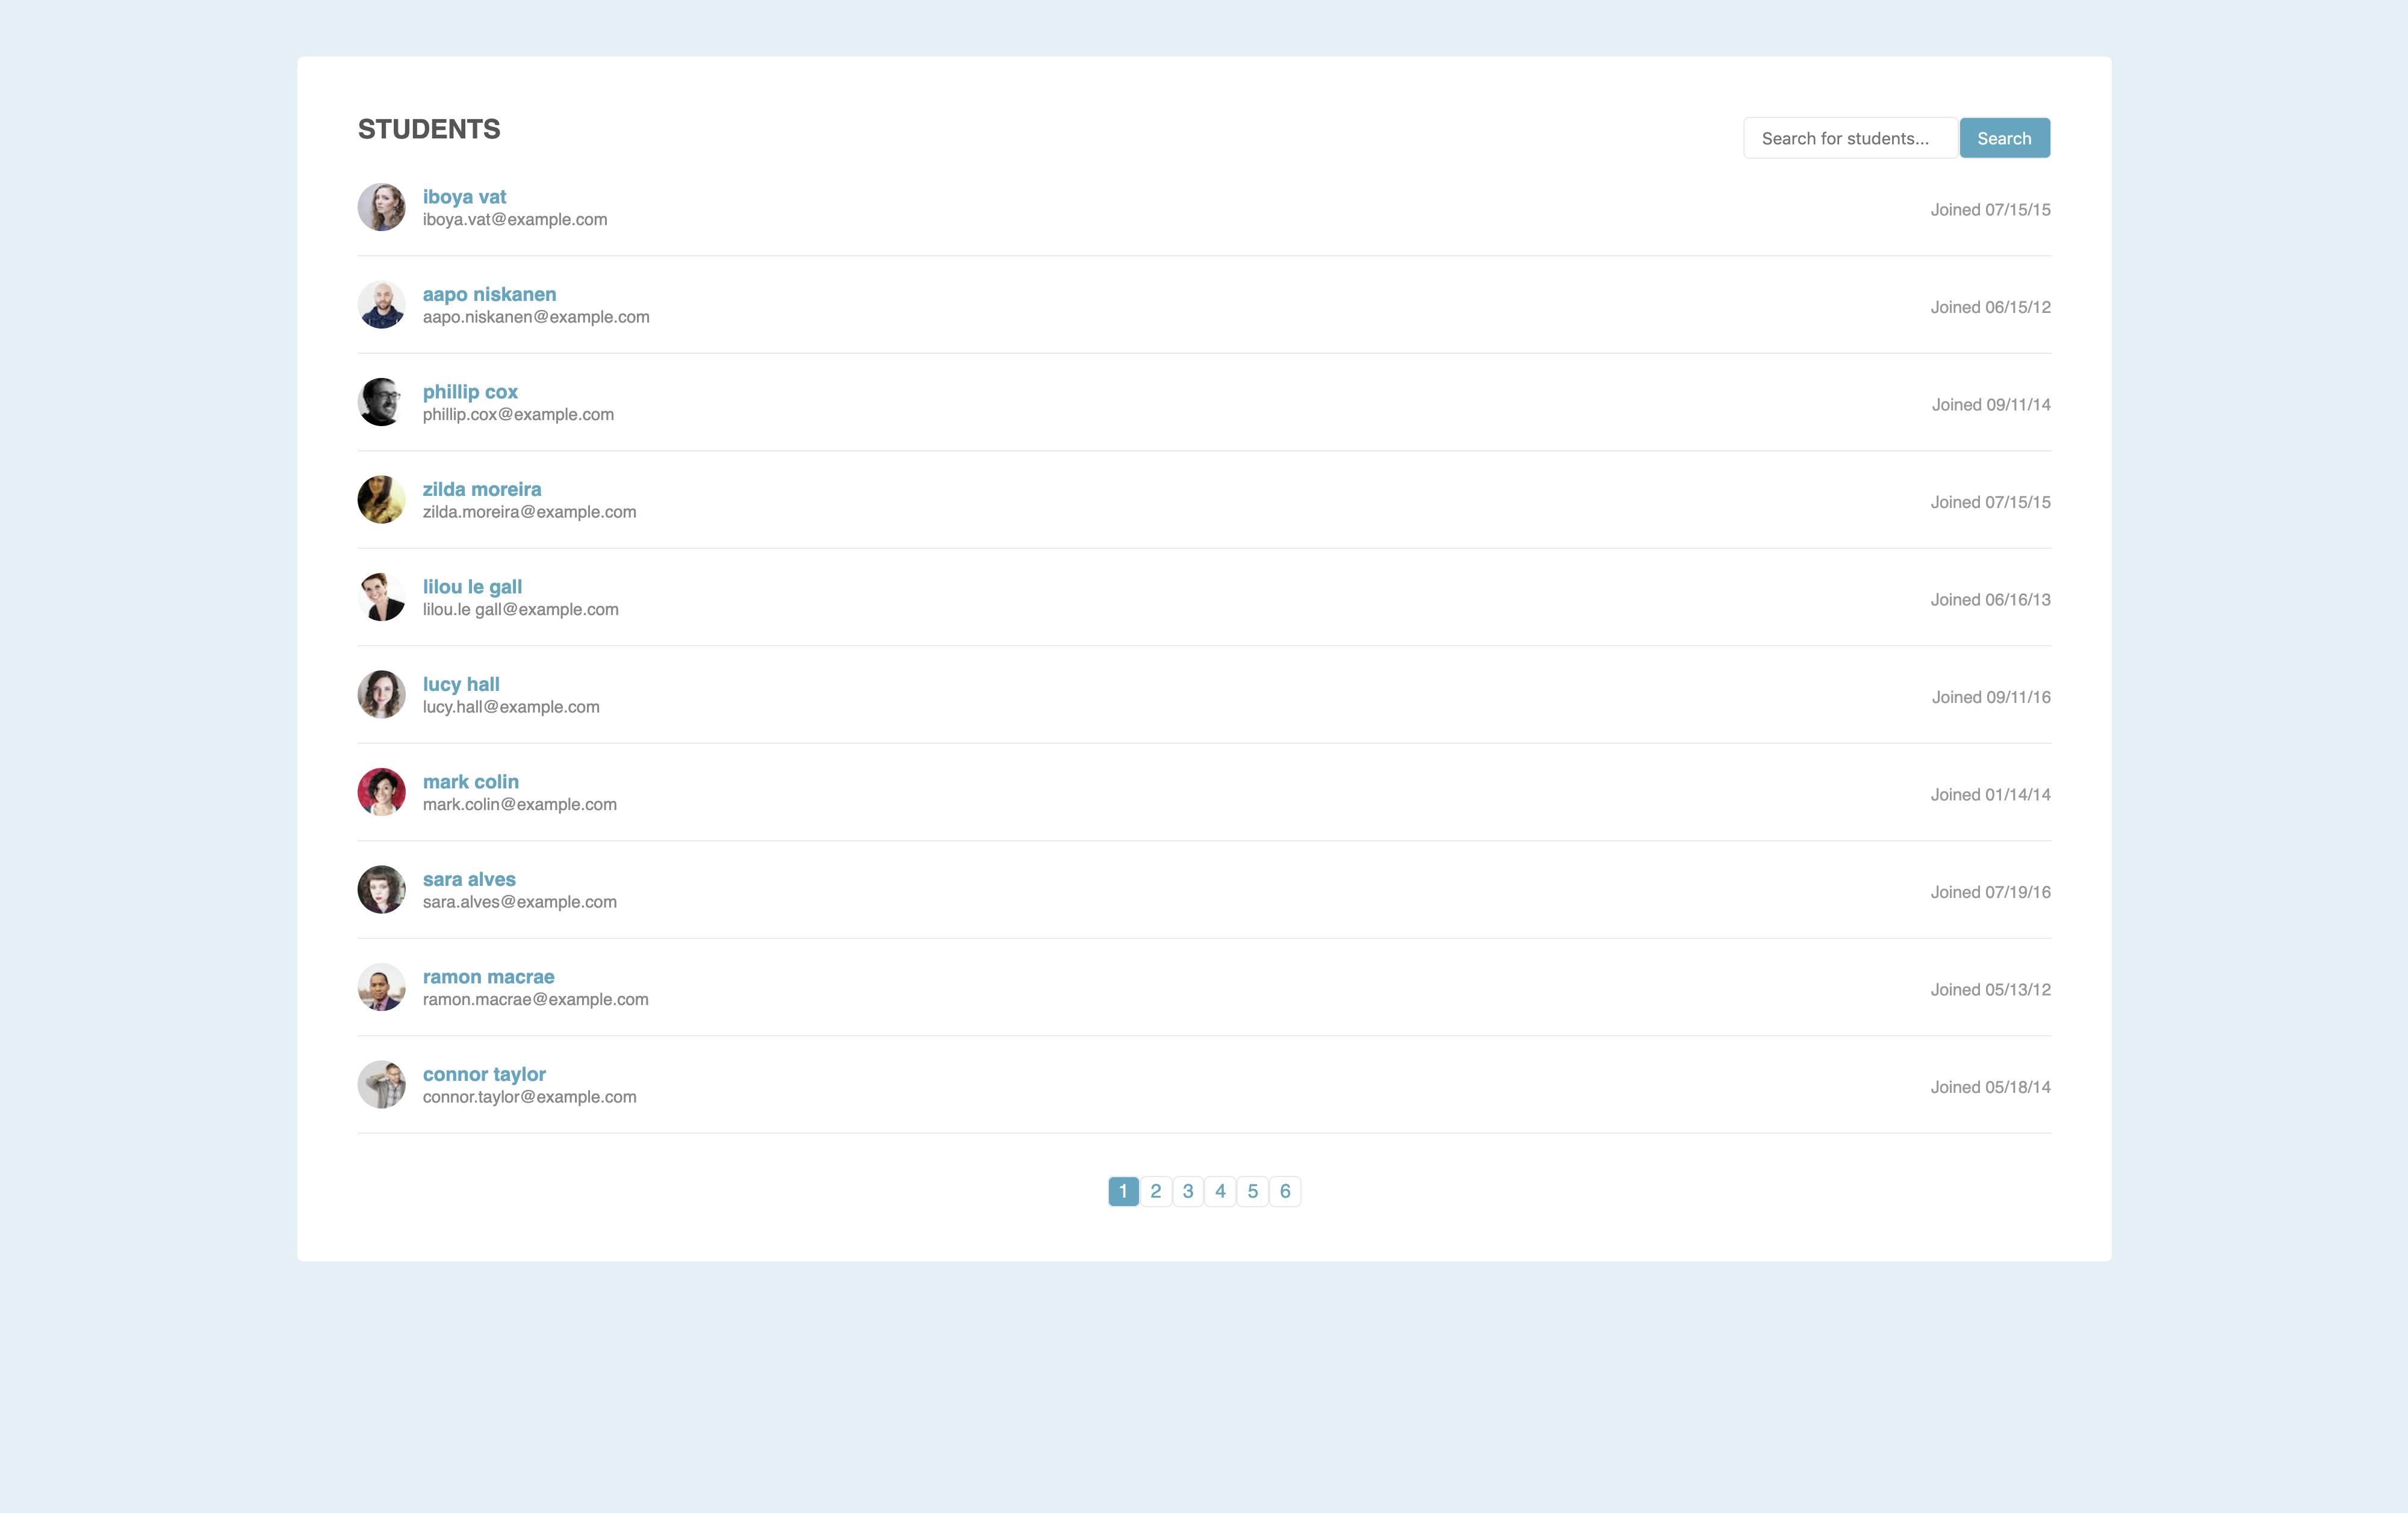 STUDENTS
Search for students... Search
iboya vat
iboya.vat@example.com
Joined 07/15/15
aapo niskanen
aapo.niskanen@example.com
Joined 06/15/12
phillip cox
phillip.cox@example.com
Joined 09/11/14
zilda moreira
zilda.moreira@example.com
Joined 07/15/15
lilou le gall
lilou.le gall@example.com
Joined 06/16/13
lucy hall
lucy.hall@example.com
Joined 09/11/16
mark colin
mark.colin@example.com
Joined 01/14/14
sara alves
sara.alves@example.com
Joined 07/19/16
ramon macrae
ramon.macrae@example.com
Joined 05/13/12
connor taylor
connor.taylor@example.com
Joined 05/18/14
1 2 3 4 5 6